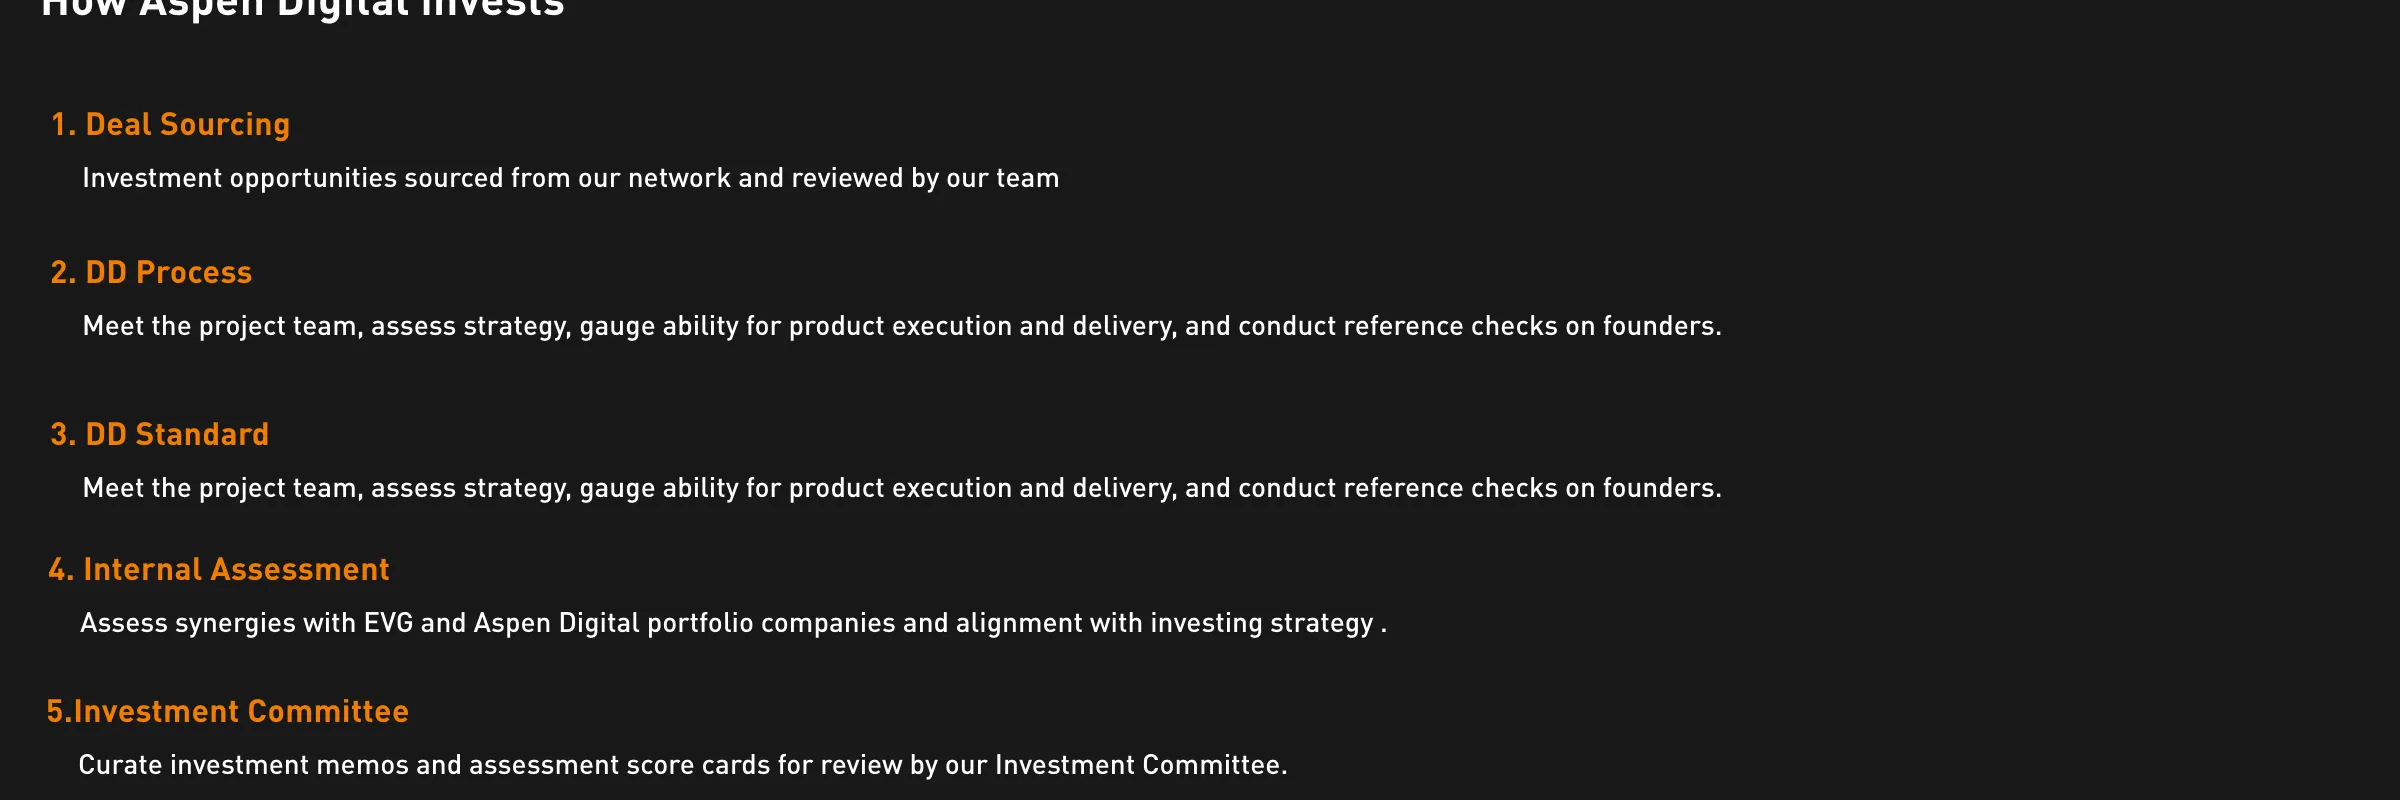 How Aspen Digital Invests
1. Deal Sourcing
Investment opportunities sourced from our network and reviewed by our team
2. DD Process
Meet the project team, assess strategy, gauge ability for product execution and delivery, and conduct reference checks on founders.
3. DD Standard
Meet the project team, assess strategy, gauge ability for product execution and delivery, and conduct reference checks on founders.
4. Internal Assessment
Assess synergies with EVG and Aspen Digital portfolio companies and alignment with investing strategy .
5.Investment Committee
Curate investment memos and assessment score cards for review by our Investment Committee.